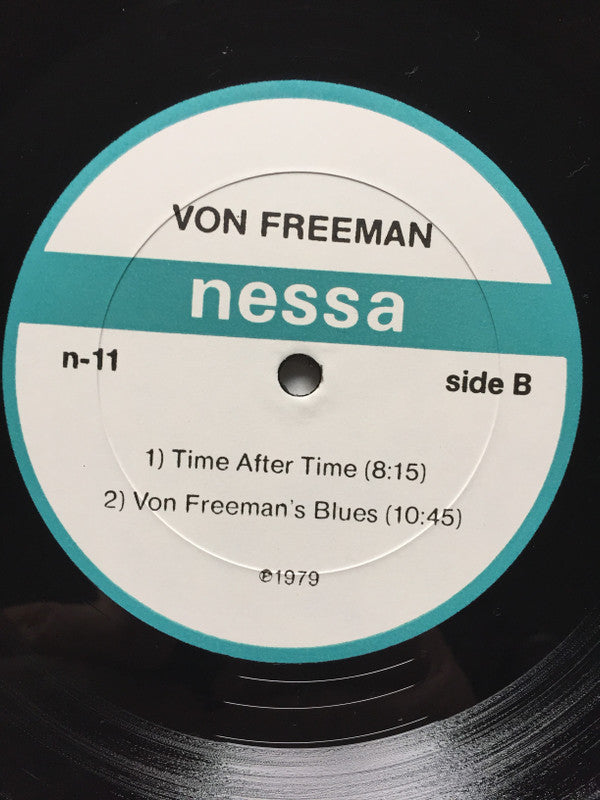 VON FREEMAN
nessa
n-11
side B
1) Time After Time (8:15)
2) Von Freeman's Blues (10:45)
℗1979